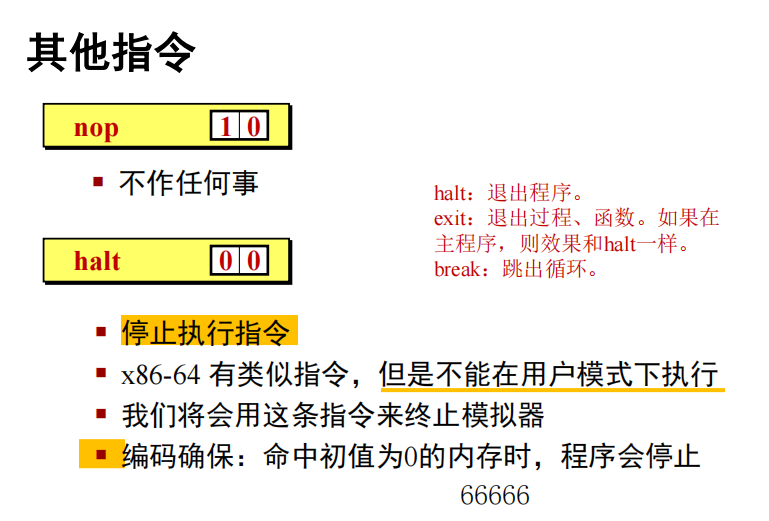 其他指令
nop 1 0
不作任何事
halt：退出程序。
exit：退出过程、函数。如果在
主程序，则效果和halt一样。
break：跳出循环。
halt 0 0
停止执行指令
x86-64 有类似指令，但是不能在用户模式下执行
我们将会用这条指令来终止模拟器
编码确保：命中初值为0的内存时，程序会停止
66666